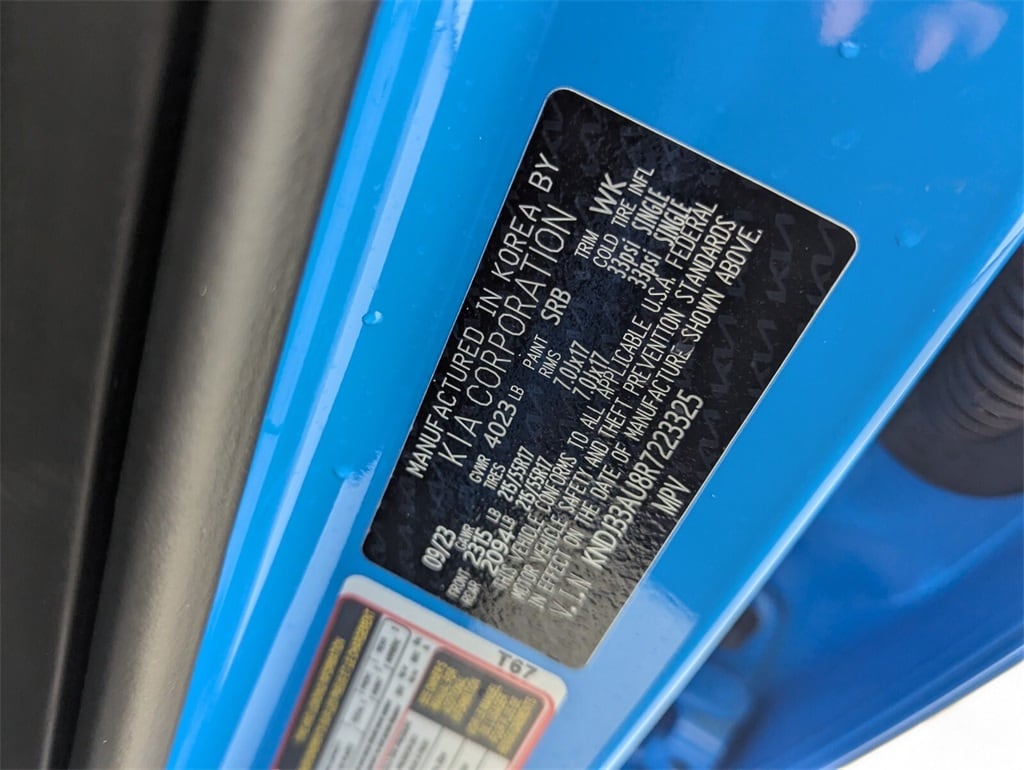 MANUFACTURED IN KOREA BY
KIA CORPORATION
09/23 GVWR 4023 LB PAINT SRB TRIM WK
GAWR TIRES RIMS COLD TIRE INFL
FRONT 2315 LB 215/55R17 7.0Jx17 33psi SINGLE
REAR 2094 LB 215/55R17 7.0Jx17 33psi SINGLE
THIS VEHICLE CONFORMS TO ALL APPLICABLE U.S.A. FEDERAL
MOTOR VEHICLE SAFETY AND THEFT PREVENTION STANDARDS
IN EFFECT ON THE DATE OF MANUFACTURE SHOWN ABOVE.
V.I.N KNDJ33AU8R7223325
MPV
T67